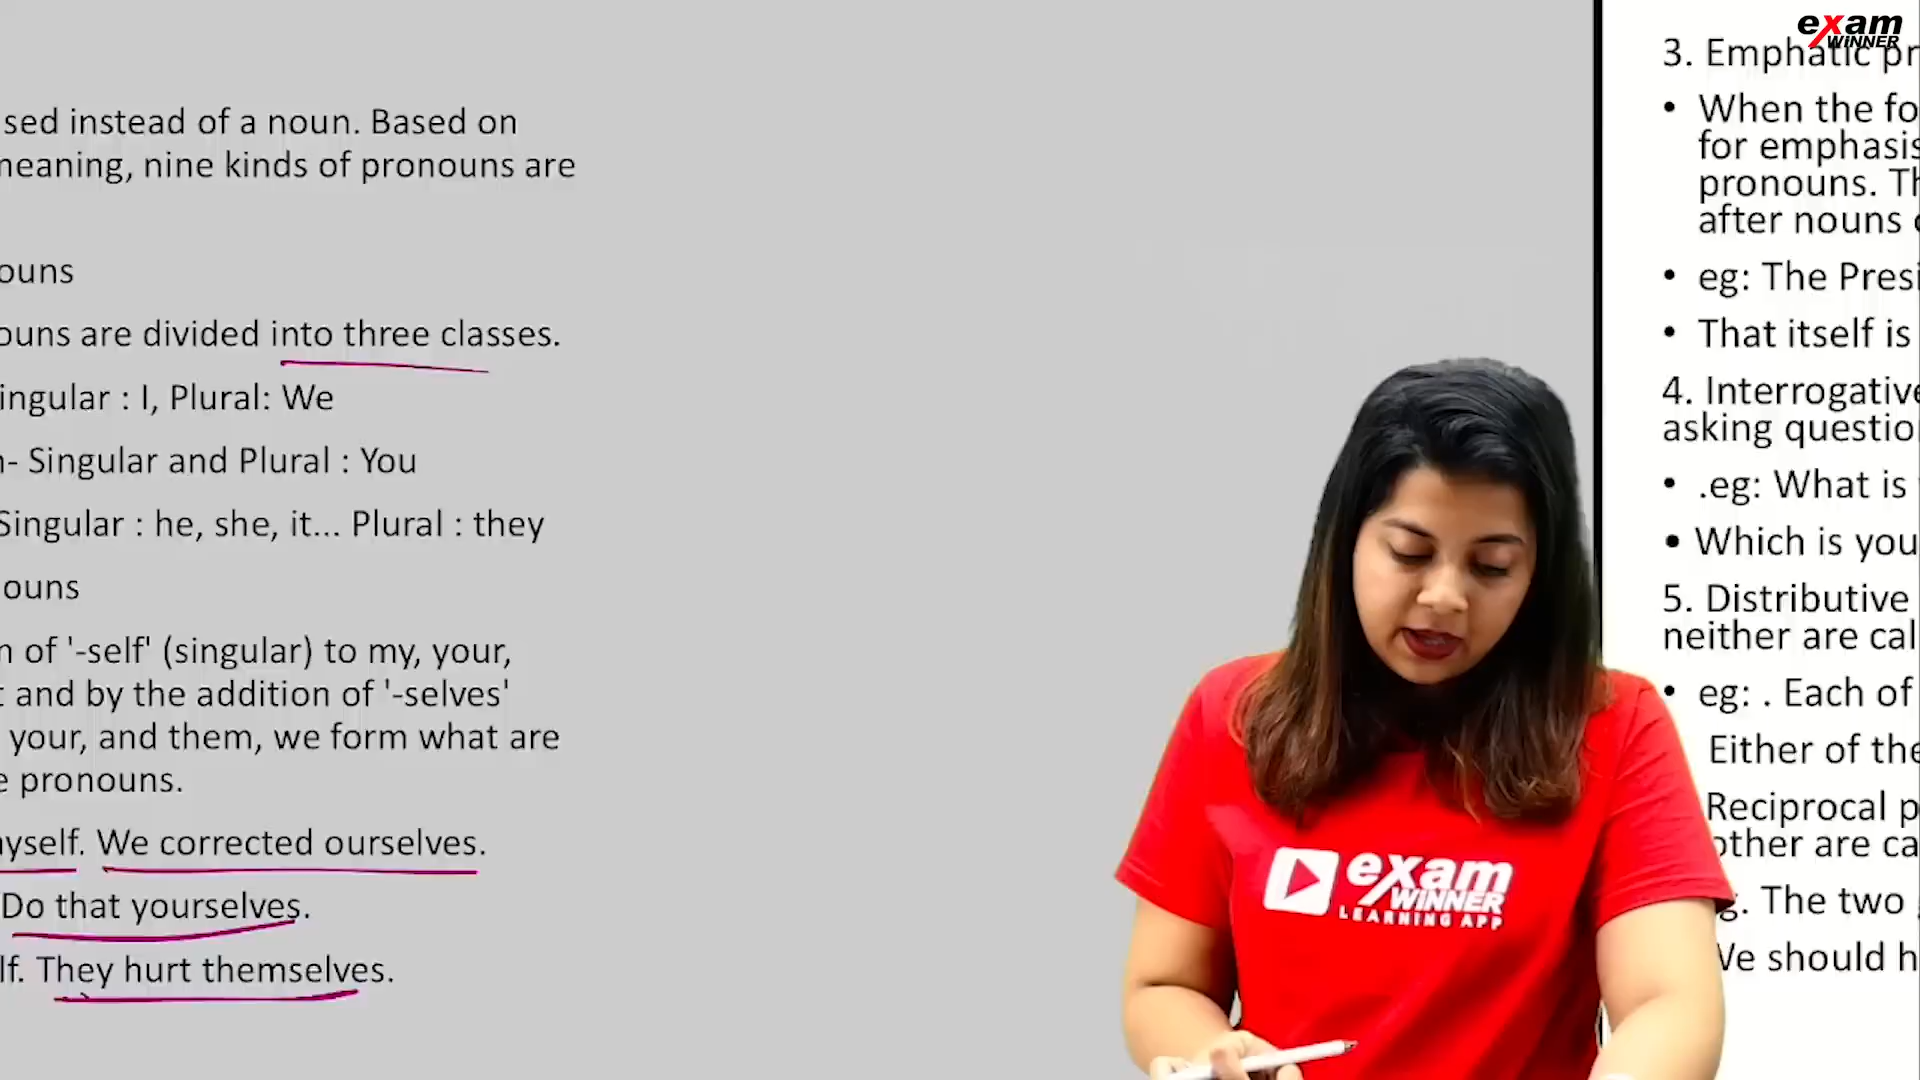 sed instead of a noun. Based on
meaning, nine kinds of pronouns are
ouns
ouns are divided into three classes.
ingular : I, Plural: We
n- Singular and Plural : You
Singular : he, she, it... Plural : they
ouns
n of '-self' (singular) to my, your,
t and by the addition of '-selves'
your, and them, we form what are
e pronouns.
myself. We corrected ourselves.
Do that yourselves.
lf. They hurt themselves.
exam
WiNNER
3. Emphatic pr
• When the fo
for emphasis
pronouns. Th
after nouns
• eg: The Presi
• That itself is
4. Interrogative
asking questio
• .eg: What is
• Which is you
5. Distributive
neither are cal
• eg: . Each of
Either of the
Reciprocal p
other are ca
g. The two
We should h
exam
WiNNER
LEARNING APP